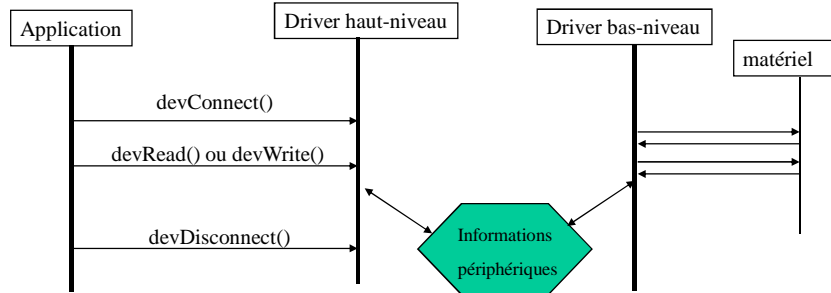 Application
Driver haut-niveau
Driver bas-niveau
matériel
devConnect()
devRead() ou devWrite()
devDisconnect()
Informations
périphériques